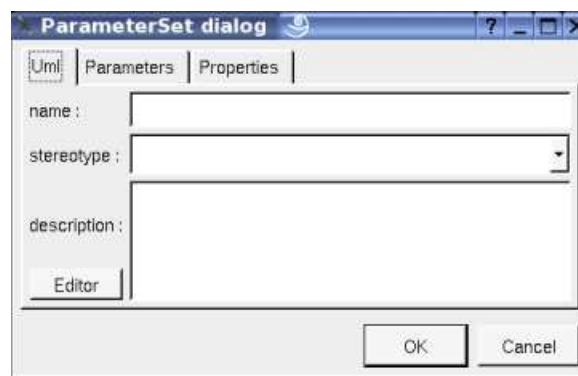 ParameterSet dialog ?
Uml Parameters Properties
name :
stereotype :
description :
Editor
OK Cancel